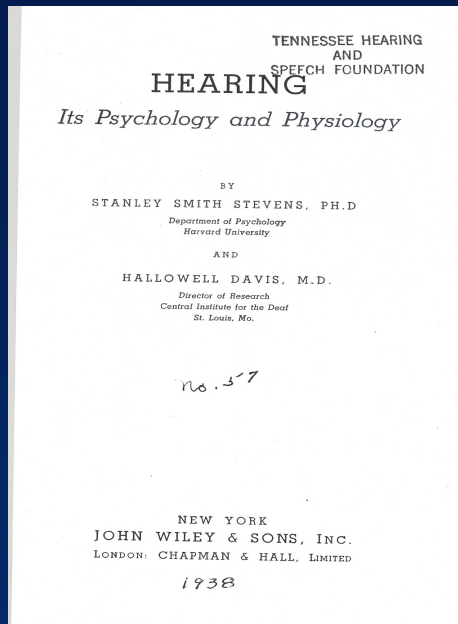 TENNESSEE HEARING
AND
SPEECH FOUNDATION
HEARING
Its Psychology and Physiology
BY
STANLEY SMITH STEVENS, PH.D
Department of Psychology
Harvard University
AND
HALLOWELL DAVIS, M.D.
Director of Research
Central Institute for the Deaf
St. Louis, Mo.
no. 57
NEW YORK
JOHN WILEY & SONS, INC.
LONDON: CHAPMAN & HALL, LIMITED
1938